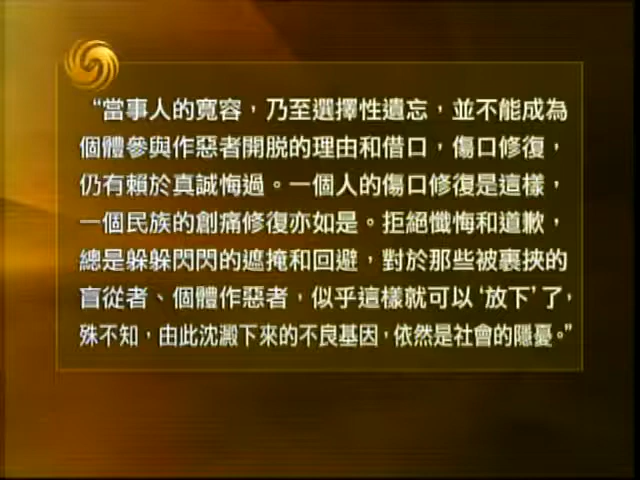 “當事人的寬容，乃至選擇性遺忘，並不能成為
個體參與作惡者開脱的理由和借口，傷口修復，
仍有賴於真誠悔過。一個人的傷口修復是這樣，
一個民族的創痛修復亦如是。拒絕懺悔和道歉，
總是躲躲閃閃的遮掩和回避，對於那些被裹挾的
盲從者、個體作惡者，似乎這樣就可以‘放下’了，
殊不知，由此沈澱下來的不良基因，依然是社會的隱憂。”